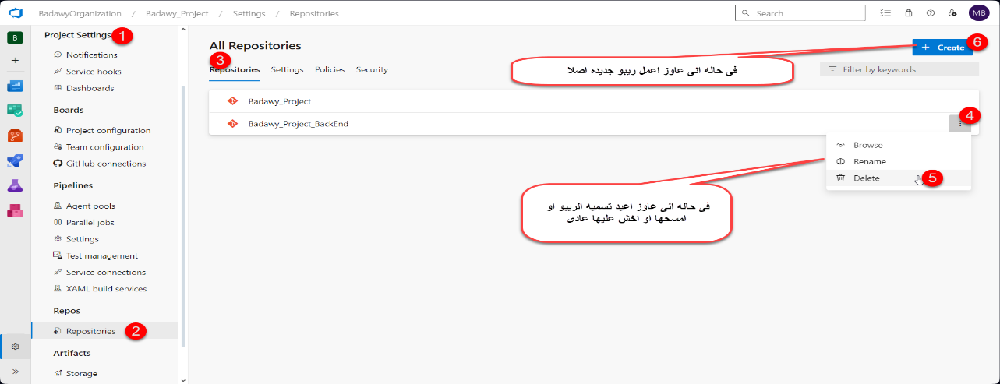 BadawyOrganization / Badawy_Project / Settings / Repositories
Search
MB
B
Project Settings
1
Notifications
Service hooks
Dashboards
Boards
Project configuration
Team configuration
GitHub connections
Pipelines
Agent pools
Parallel jobs
Settings
Test management
Service connections
XAML build services
Repos
Repositories
2
Artifacts
Storage
All Repositories
3
+ Create
6
Repositories Settings Policies Security
فى حاله انى عاوز اعمل ريبو جديده اصلا
Filter by keywords
Badawy_Project
Badawy_Project_BackEnd
4
Browse
Rename
Delete
5
فى حاله انى عاوز اعيد تسميه الريبو او
امسحها او اخش عليها عادى